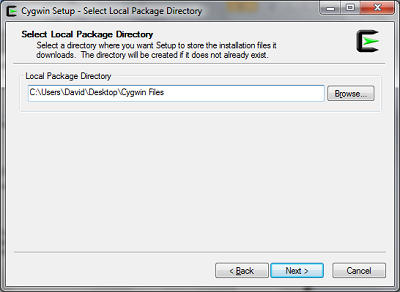 Cygwin Setup - Select Local Package Directory
Select Local Package Directory
Select a directory where you want Setup to store the installation files it
downloads. The directory will be created if it does not already exist.
Local Package Directory
C:\Users\David\Desktop\Cygwin Files
Browse...
< Back
Next >
Cancel